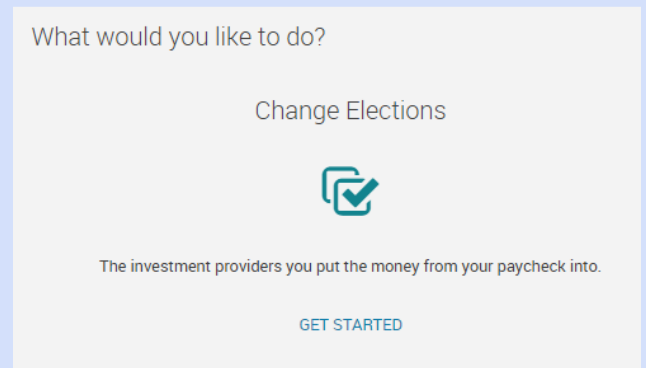 What would you like to do?
Change Elections
The investment providers you put the money from your paycheck into.
GET STARTED